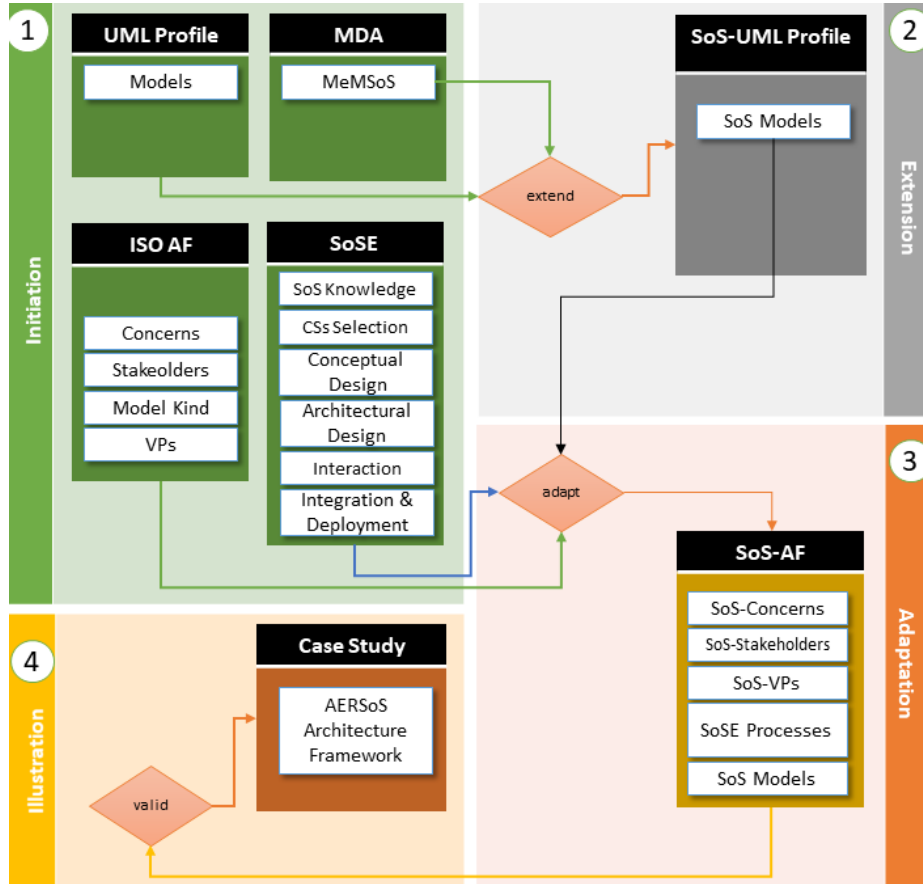 1
UML Profile
Models
MDA
MeMSoS
ISO AF
Concerns
Stakeolders
Model Kind
VPs
SoSE
SoS Knowledge
CSs Selection
Conceptual
Design
Architectural
Design
Interaction
Integration &
Deployment
Initiation
2
SoS-UML Profile
SoS Models
extend
Extension
3
adapt
SoS-AF
SoS-Concerns
SoS-Stakeholders
SoS-VPs
SoSE Processes
SoS Models
Adaptation
4
Case Study
AERSoS
Architecture
Framework
valid
Illustration